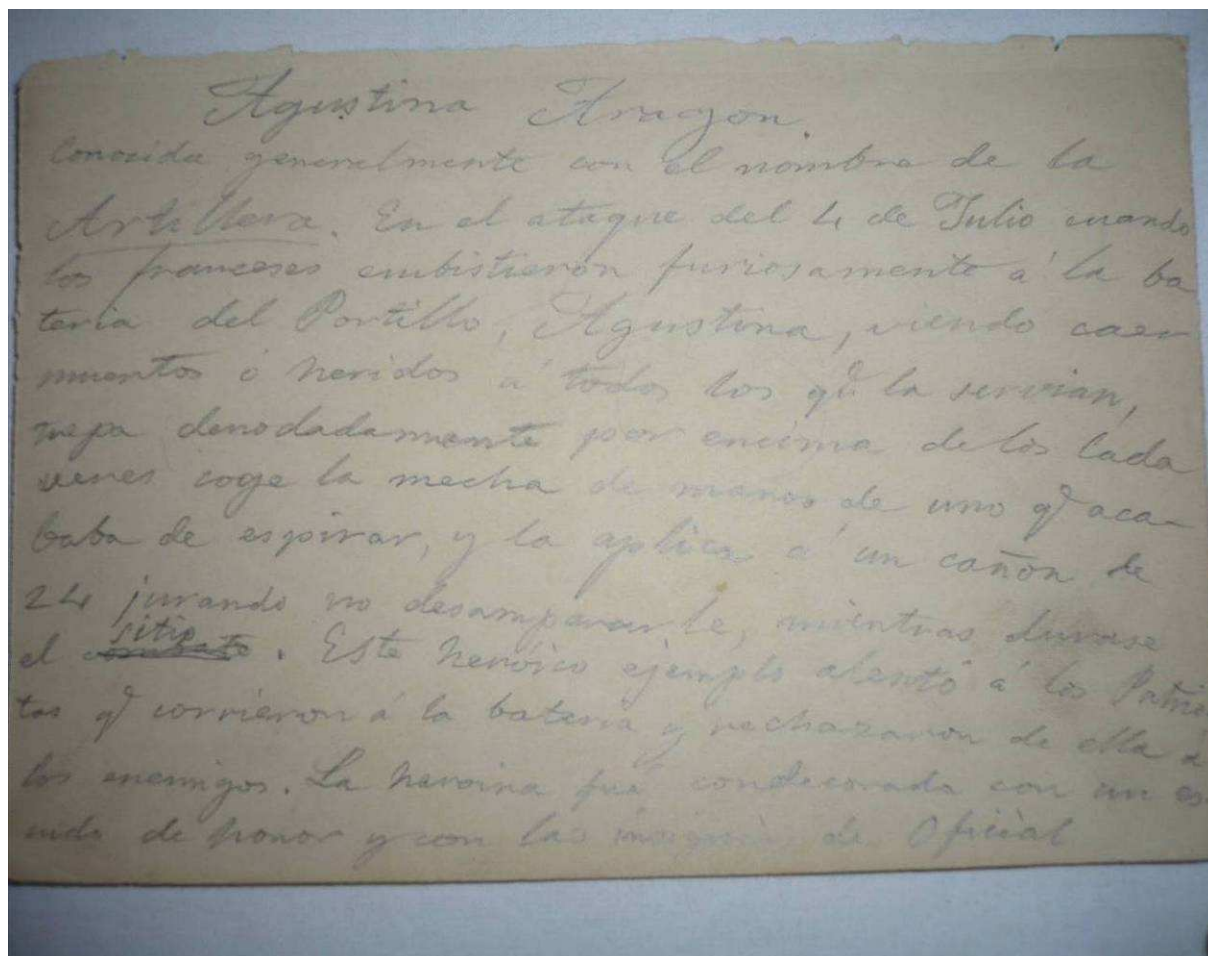 Agustina Aragon.
Conocida generalmente con el nombre de la
Artillera. En el ataque del 4 de Julio cuando
los franceses embistieron furiosamente á la ba
teria del Portillo, Agustina, viendo caer
muertos ó heridos á todos los qe. la servian,
trepa denodadamente por encima de los Cada
veres coge la mecha de manos de uno qe aca-
baba de espirar, y la aplica á un cañon de
24 jurando no desampararle, mientras durase
el sitio. Este heróico ejemplo alentó á los Patrio
tas qe corrieron á la bateria y rechazaron de ella á
los enemigos. La heroina fué condecorada con un es
cudo de honor y con las insignias de Oficial